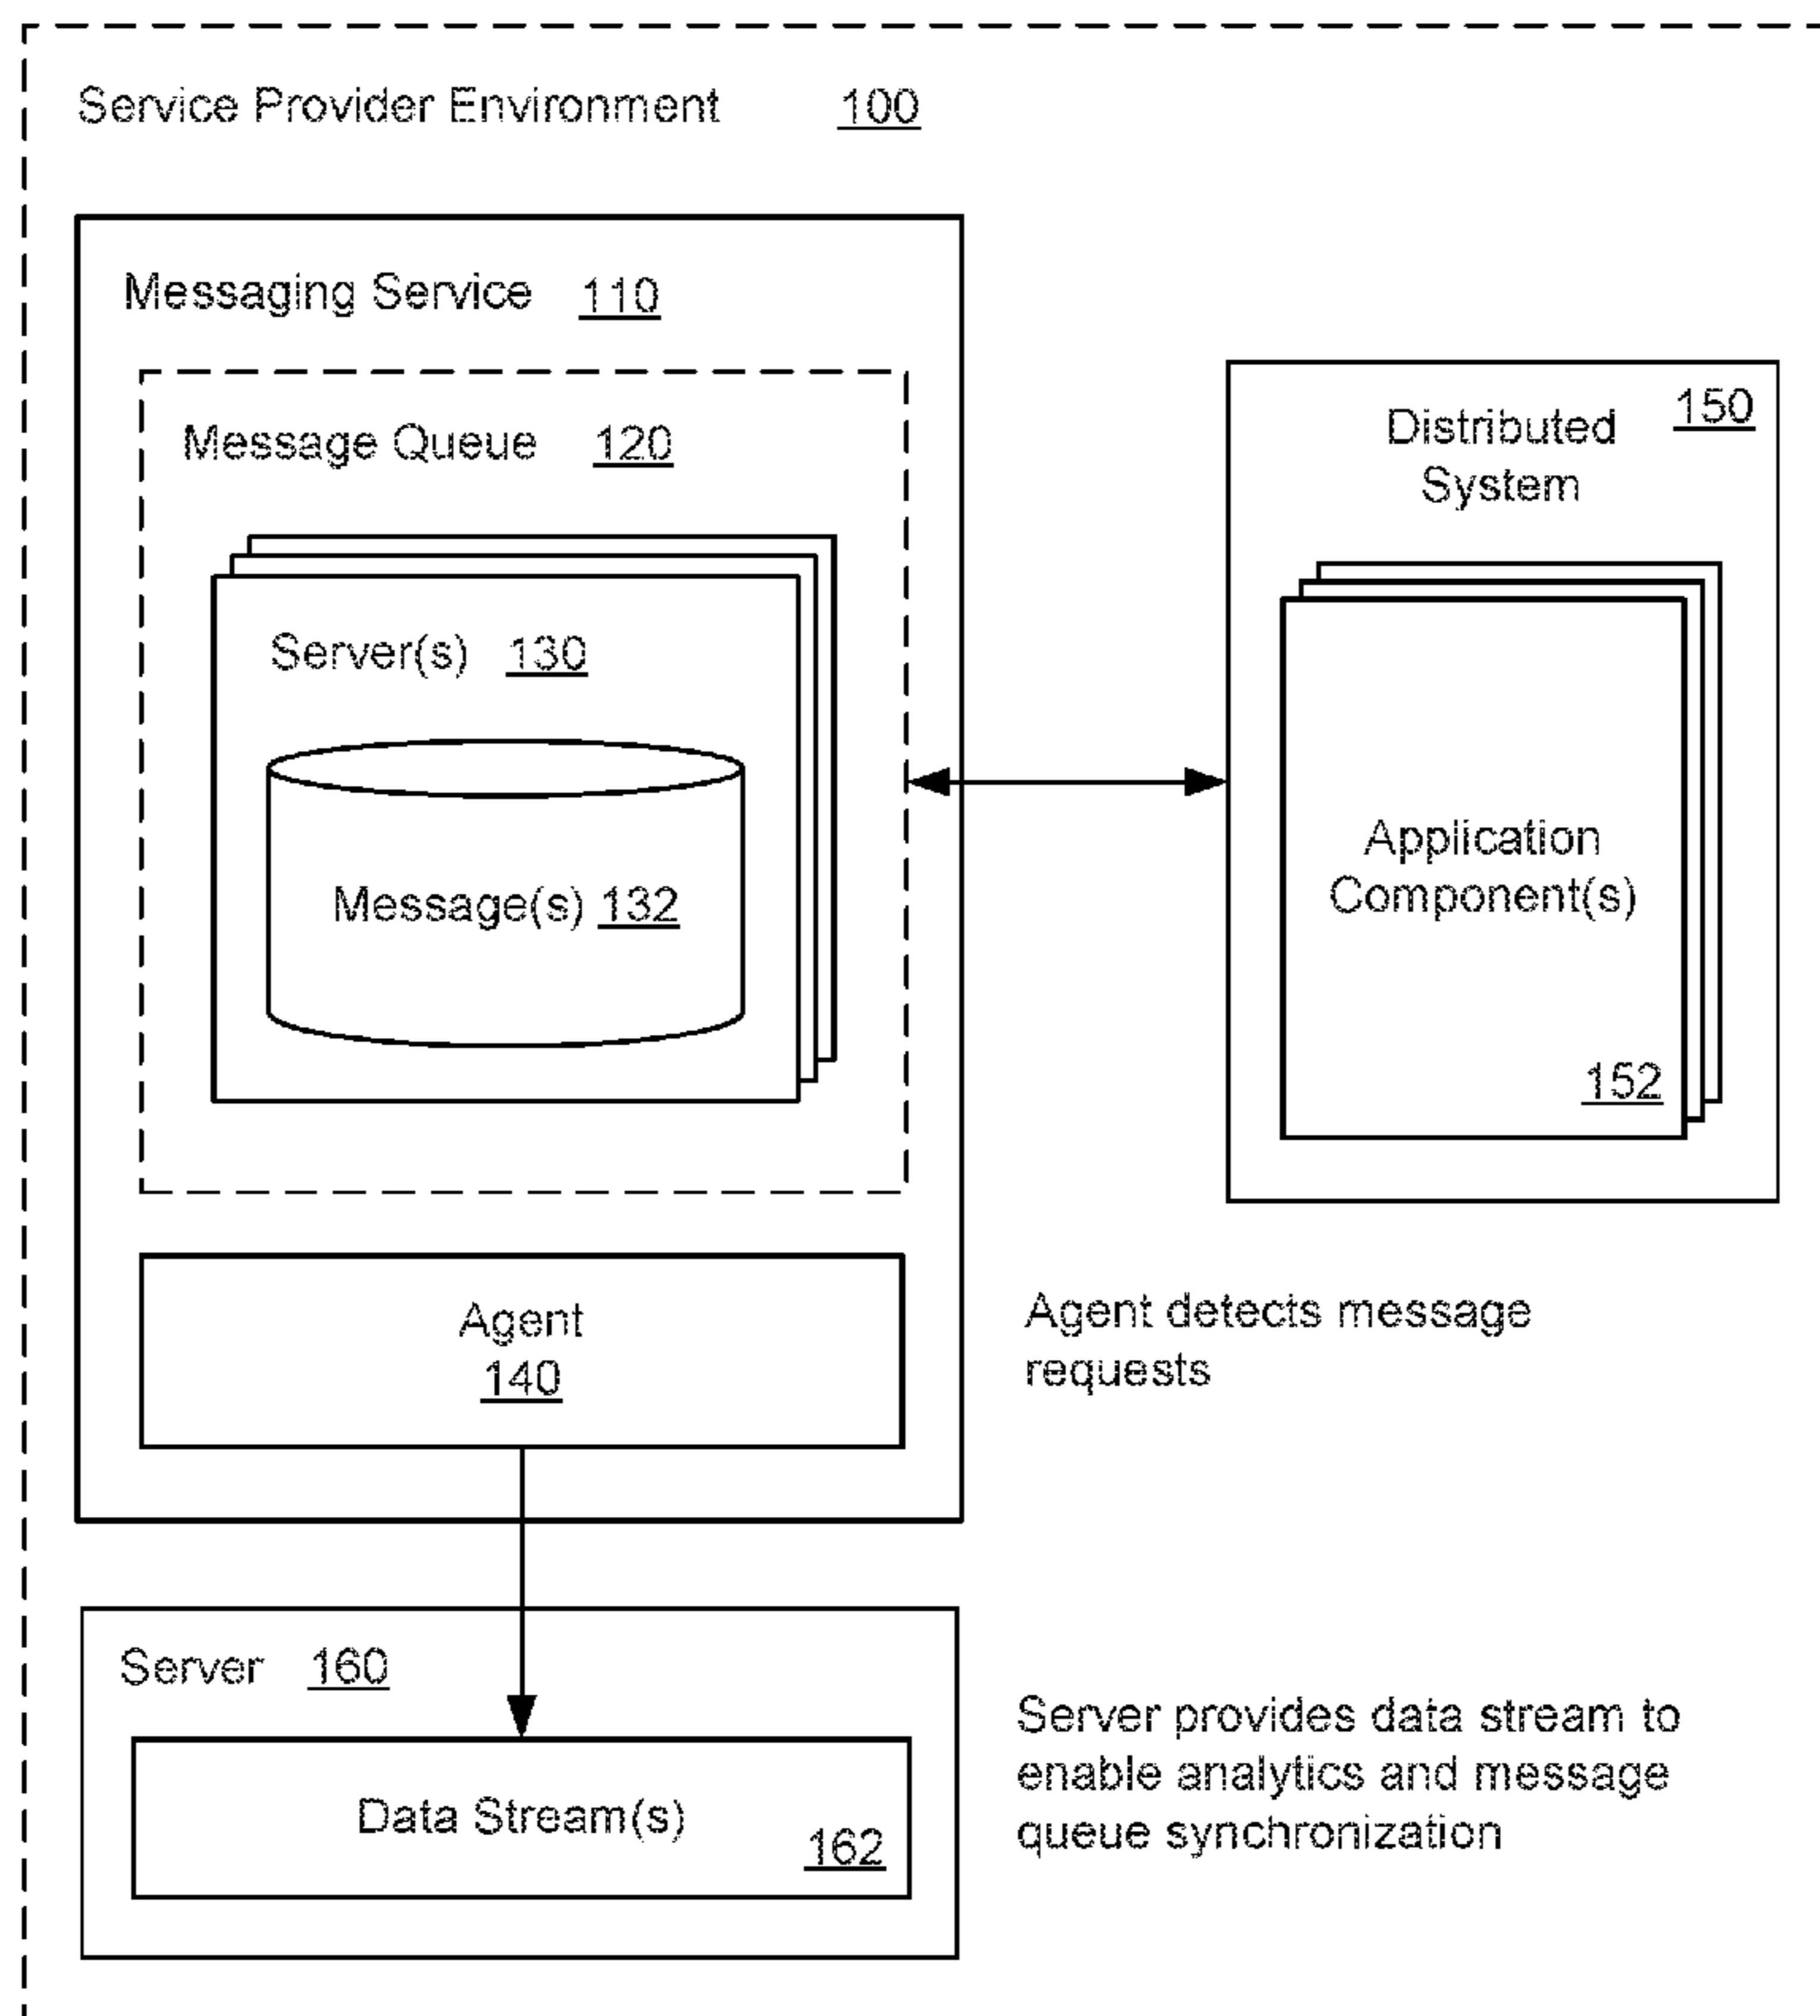 Service Provider Environment 100
Messaging Service 110
Message Queue 120
Server(s) 130
Message(s) 132
Distributed 150
System
Application
Component(s)
152
Agent
140
Agent detects message
requests
Server 160
Data Stream(s)
162
Server provides data stream to
enable analytics and message
queue synchronization